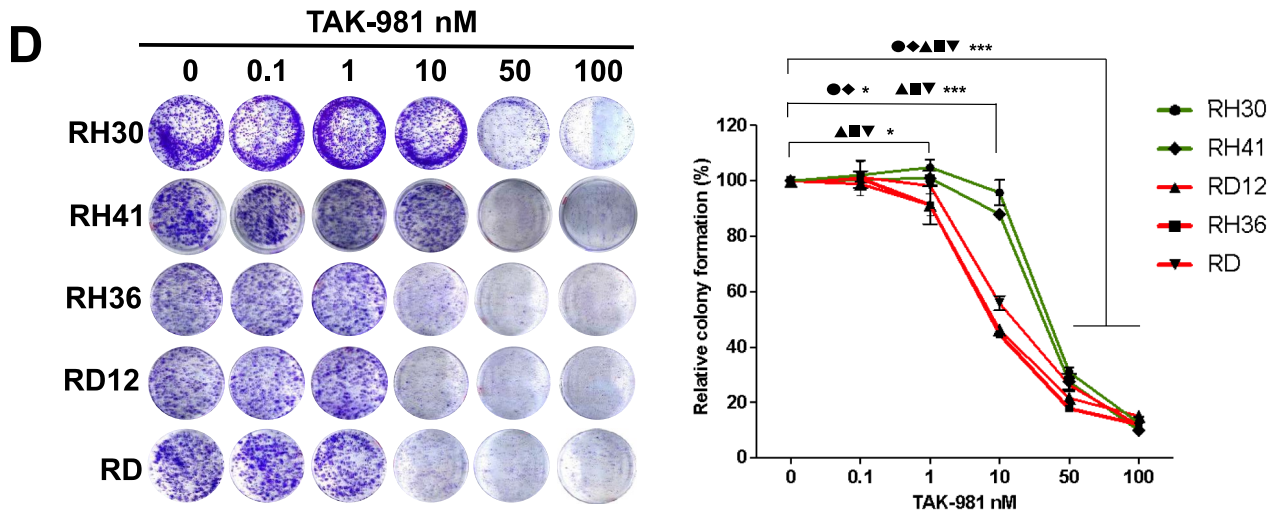 D
TAK-981 nM
0 0.1 1 10 50 100
RH30
RH41
RH36
RD12
RD
●◆▲■▼ ***
●◆ * ▲■▼ ***
▲■▼ *
Relative colony formation (%)
120
100
80
60
40
20
0
0 0.1 1 10 50 100
TAK-981 nM
RH30
RH41
RD12
RH36
RD